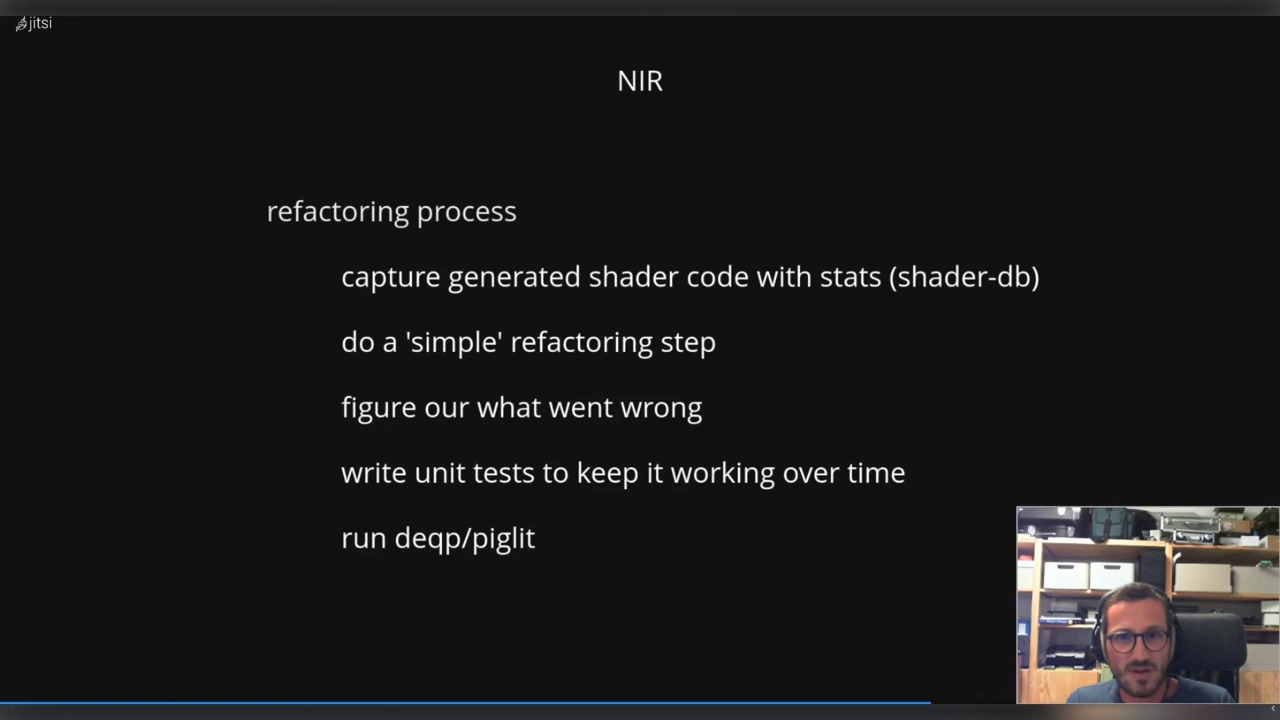 jitsi
NIR
refactoring process
capture generated shader code with stats (shader-db)
do a 'simple' refactoring step
figure our what went wrong
write unit tests to keep it working over time
run deqp/piglit